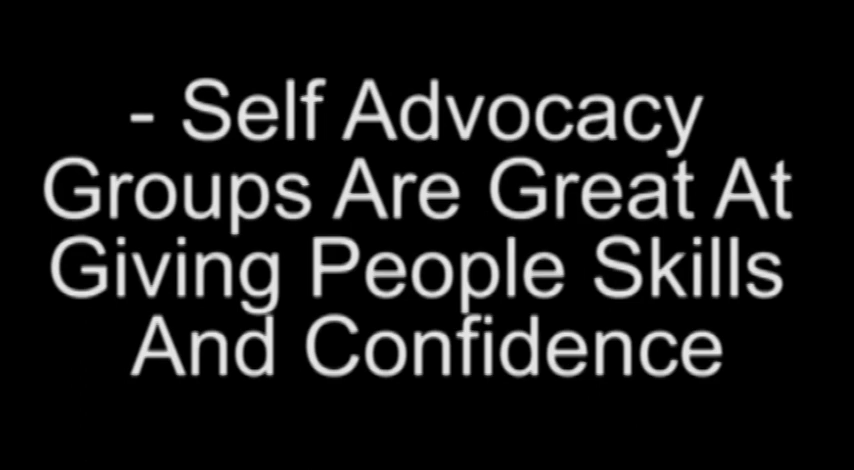 - Self Advocacy
Groups Are Great At
Giving People Skills
And Confidence